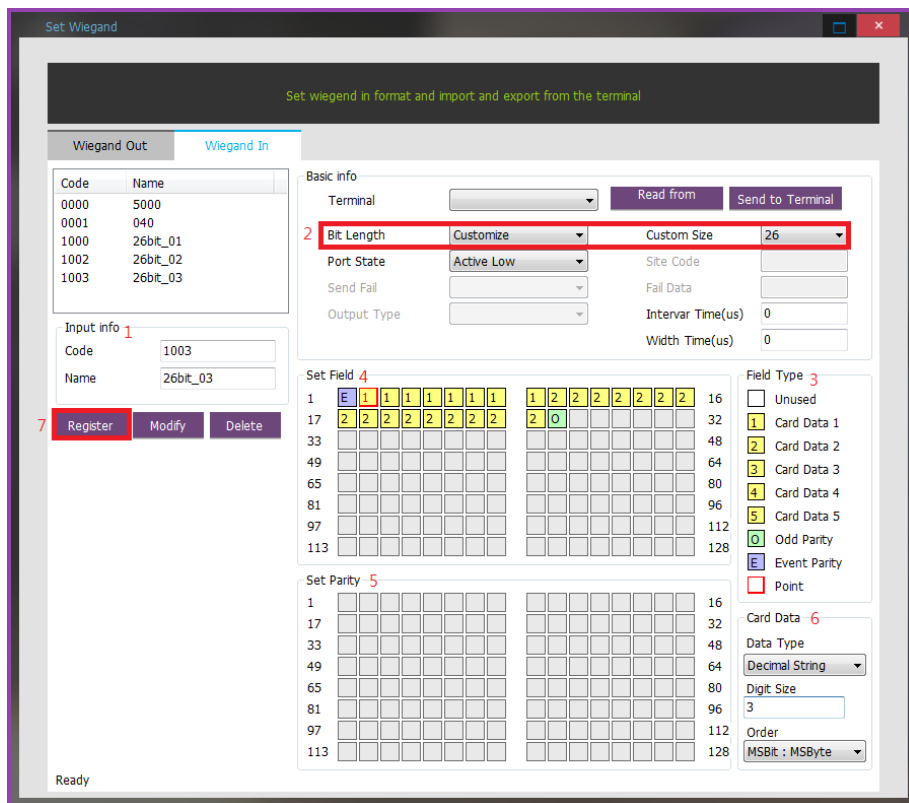 Set Wiegand
Set wiegend in format and import and export from the terminal
Wiegand Out Wiegand In
Code Name
0000 5000
0001 040
1000 26bit_01
1002 26bit_02
1003 26bit_03
Input info 1
Code 1003
Name 26bit_03
7 Register Modify Delete
Basic info
Terminal Read from Send to Terminal
2 Bit Length Customize Custom Size 26
Port State Active Low Site Code
Send Fail Fail Data
Output Type Intervar Time(us) 0
Width Time(us) 0
Set Field 4
1 E 1 1 1 1 1 1 1 1 2 2 2 2 2 2 2 16
17 2 2 2 2 2 2 2 2 2 O 32
33 48
49 64
65 80
81 96
97 112
113 128
Field Type 3
Unused
1 Card Data 1
2 Card Data 2
3 Card Data 3
4 Card Data 4
5 Card Data 5
O Odd Parity
E Event Parity
Point
Set Parity 5
1 16
17 32
33 48
49 64
65 80
81 96
97 112
113 128
Card Data 6
Data Type
Decimal String
Digit Size
3
Order
MSBit : MSByte
Ready